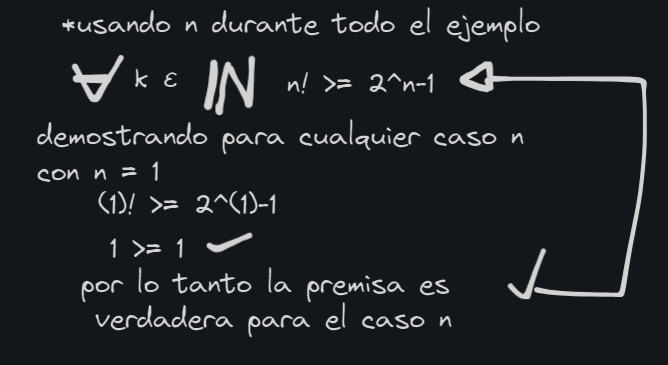 *usando n durante todo el ejemplo
∀ k ε ℕ n! >= 2^n-1
demostrando para cualquier caso n
con n = 1
(1)! >= 2^(1)-1
1 >= 1 ✓
por lo tanto la premisa es
verdadera para el caso n